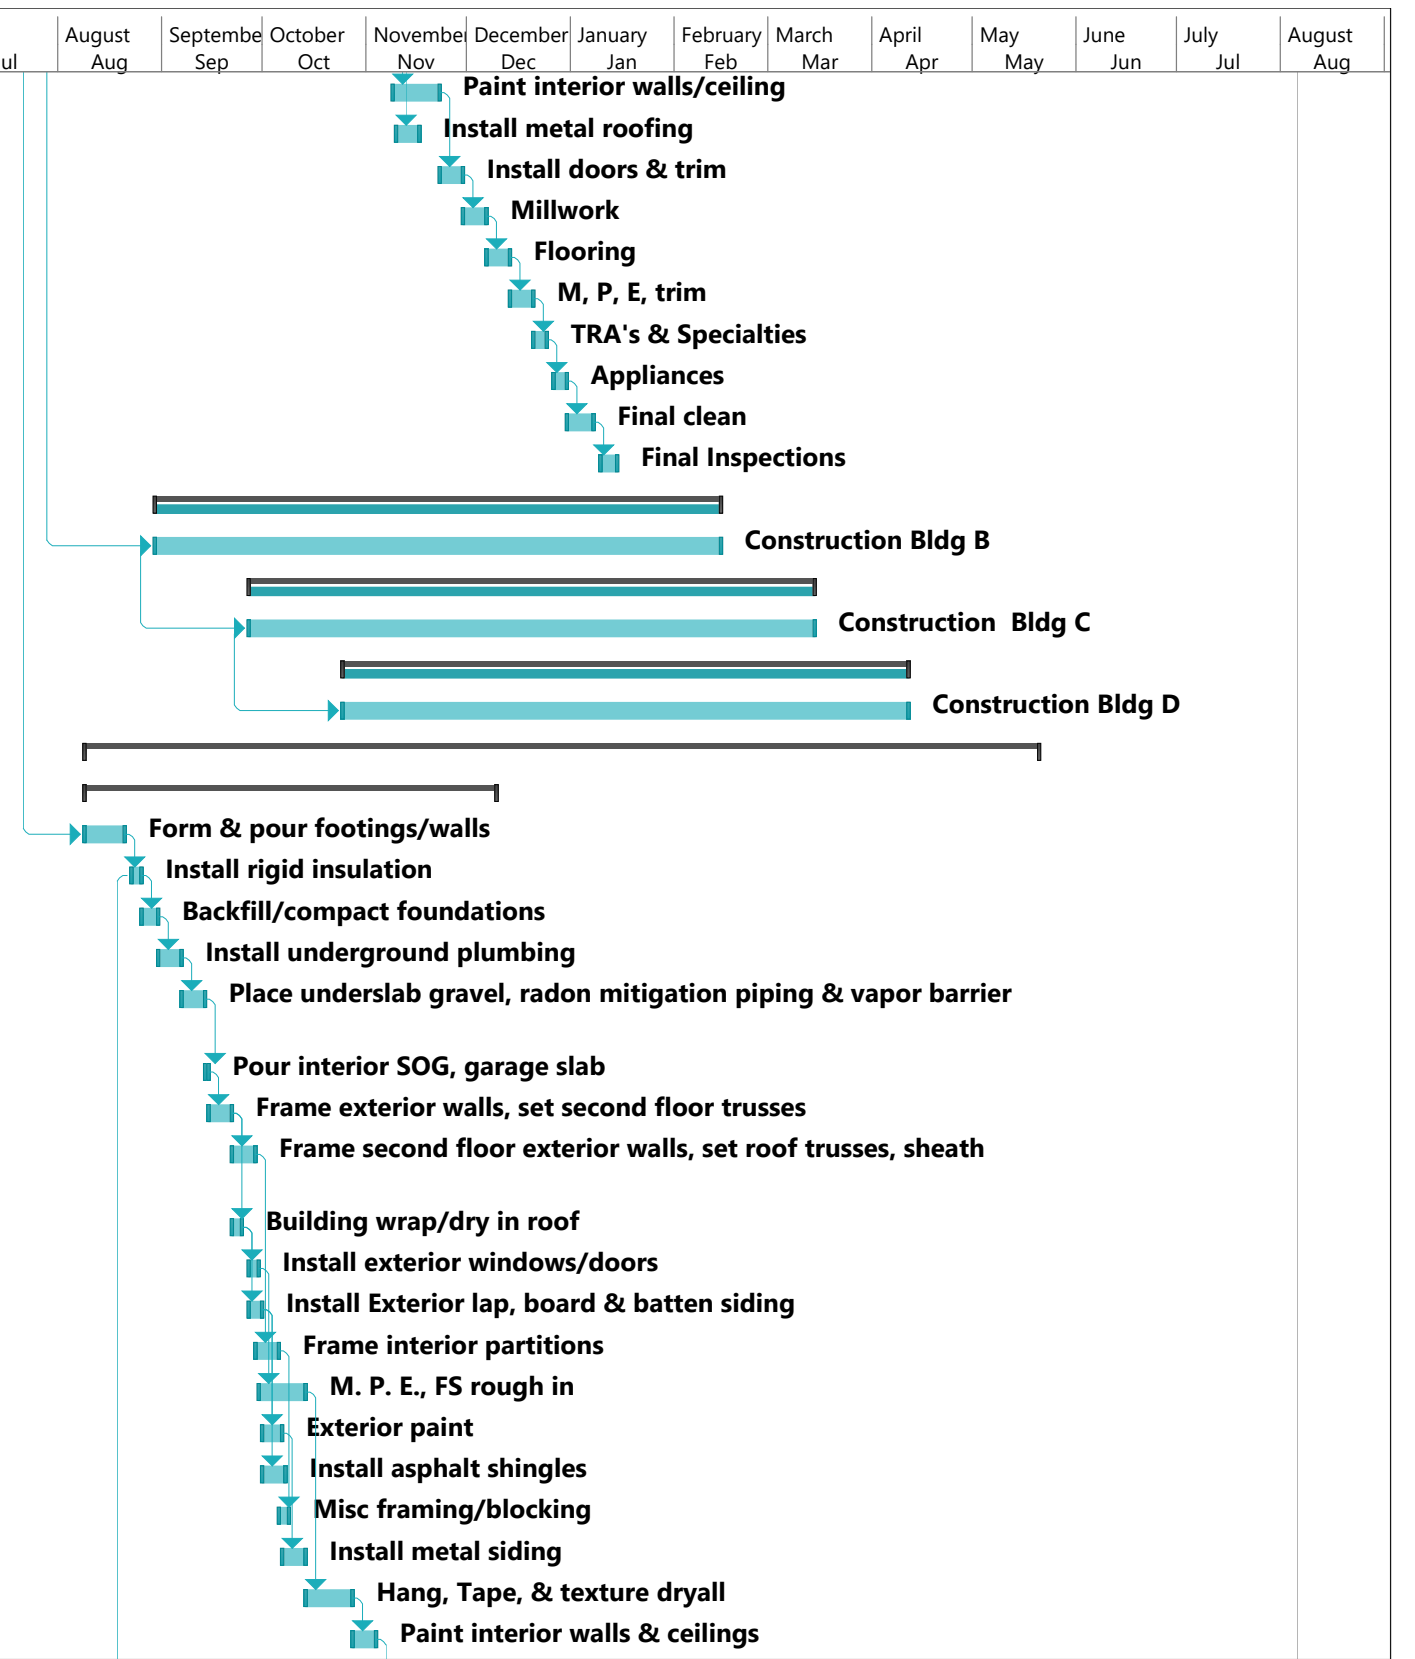 August September October November December January February March April May June July August
ul Aug Sep Oct Nov Dec Jan Feb Mar Apr May Jun Jul Aug
Paint interior walls/ceiling
Install metal roofing
Install doors & trim
Millwork
Flooring
M, P, E, trim
TRA's & Specialties
Appliances
Final clean
Final Inspections
Construction Bldg B
Construction Bldg C
Construction Bldg D
Form & pour footings/walls
Install rigid insulation
Backfill/compact foundations
Install underground plumbing
Place underslab gravel, radon mitigation piping & vapor barrier
Pour interior SOG, garage slab
Frame exterior walls, set second floor trusses
Frame second floor exterior walls, set roof trusses, sheath
Building wrap/dry in roof
Install exterior windows/doors
Install Exterior lap, board & batten siding
Frame interior partitions
M. P. E., FS rough in
Exterior paint
Install asphalt shingles
Misc framing/blocking
Install metal siding
Hang, Tape, & texture dryall
Paint interior walls & ceilings